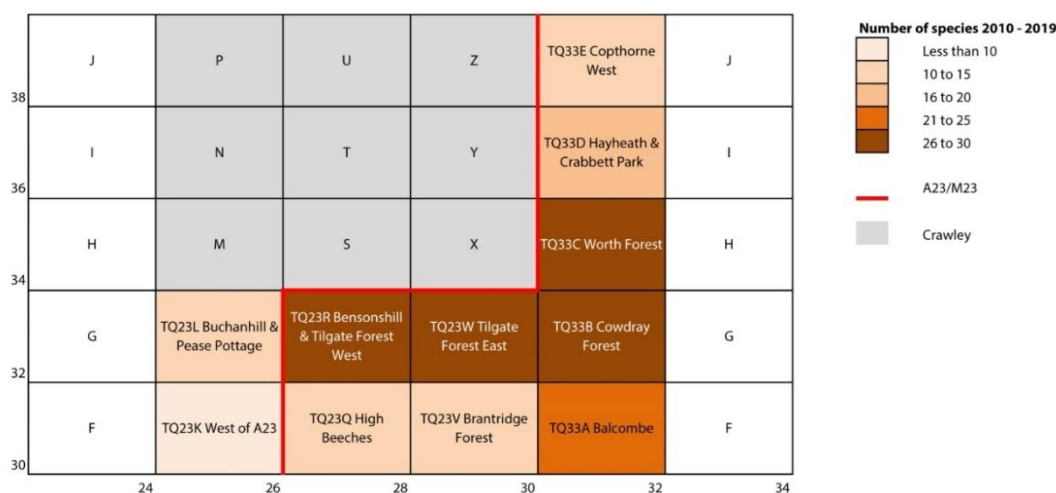 Number of species 2010 - 2019
Less than 10
10 to 15
16 to 20
21 to 25
26 to 30
A23/M23
Crawley
J
P
U
Z
TQ33E Copthorne
West
J
38
I
N
T
Y
TQ33D Hayheath &
Crabbett Park
I
36
H
M
S
X
TQ33C Worth Forest
H
34
G
TQ23L Buchanhill &
Pease Pottage
TQ23R Bensonshill
& Tilgate Forest
West
TQ23W Tilgate
Forest East
TQ33B Cowdray
Forest
G
32
F
TQ23K West of A23
TQ23Q High
Beeches
TQ23V Brantridge
Forest
TQ33A Balcombe
F
30
24
26
28
30
32
34